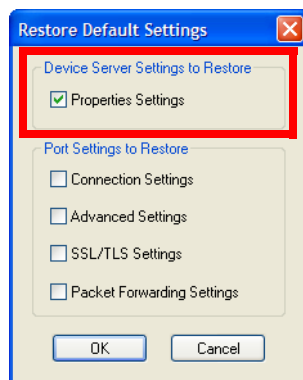 Restore Default Settings
Device Server Settings to Restore
Properties Settings
Port Settings to Restore
Connection Settings
Advanced Settings
SSL/TLS Settings
Packet Forwarding Settings
OK
Cancel